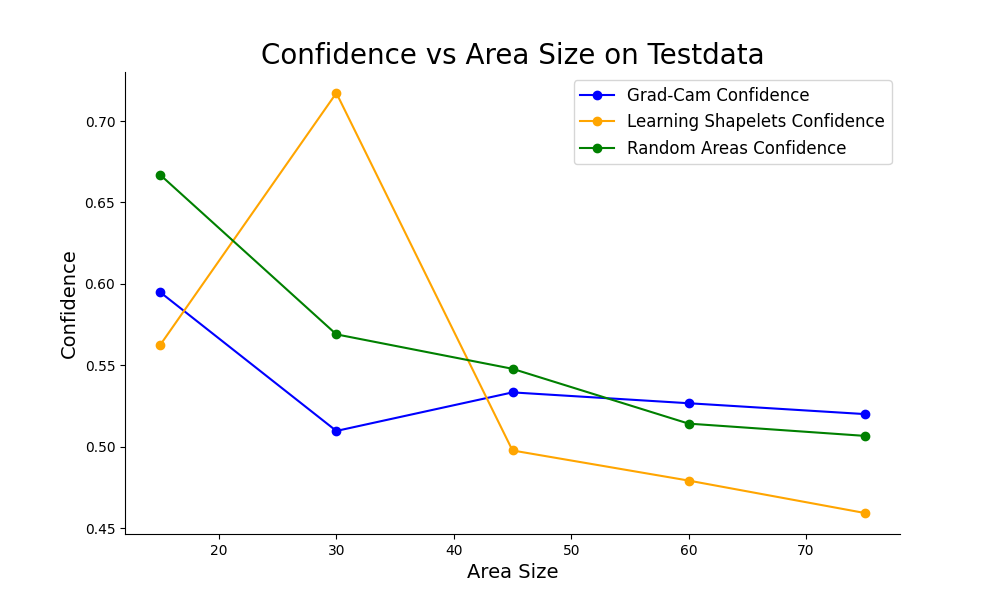 Confidence vs Area Size on Testdata
Grad-Cam Confidence
Learning Shapelets Confidence
Random Areas Confidence
Confidence
0.70
0.65
0.60
0.55
0.50
0.45
20 30 40 50 60 70
Area Size